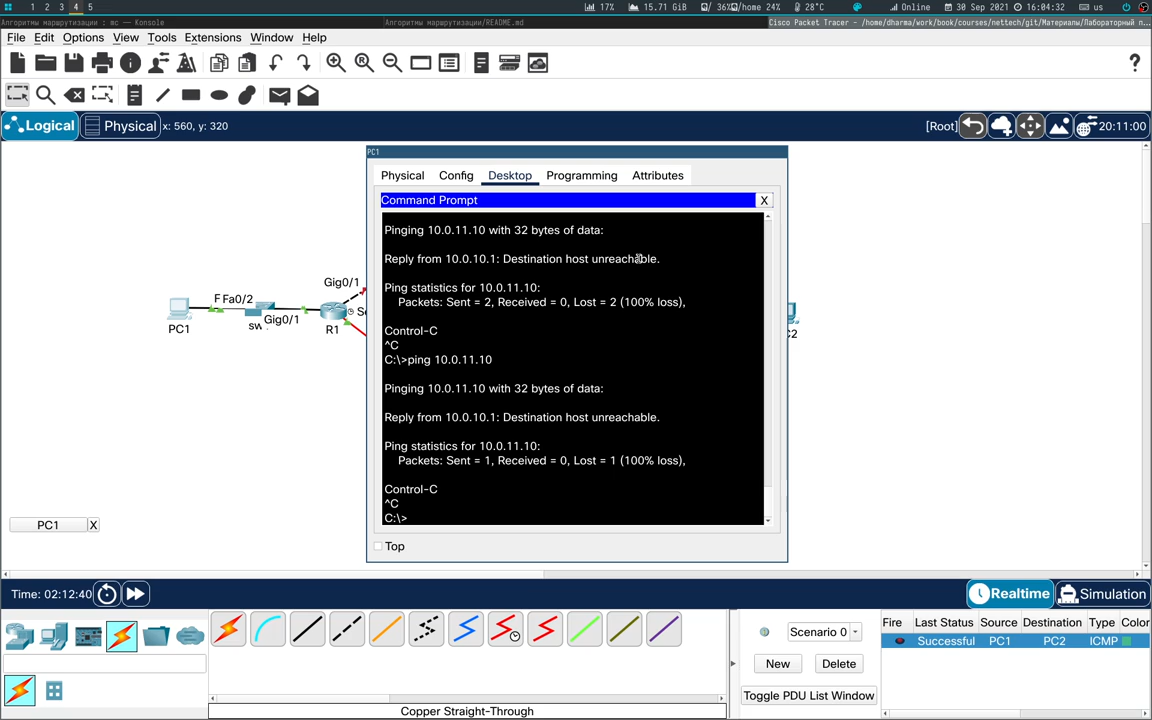 1 2 3 4 5
17% 15.71 GiB / 36% /home 24% 28°C Online 30 Sep 2021 16:04:32 us
Алгоритмы маршрутизации : mc — Konsole
Алгоритмы маршрутизации/README.md
Cisco Packet Tracer - /home/dharma/work/book/courses/nettech/git/Материалы/Лабораторный п...
File Edit Options View Tools Extensions Window Help
Logical Physical x: 560, y: 320 [Root] 20:11:00
PC1
Physical Config Desktop Programming Attributes
Command Prompt X
Pinging 10.0.11.10 with 32 bytes of data:
Reply from 10.0.10.1: Destination host unreachable.
Ping statistics for 10.0.11.10:
Packets: Sent = 2, Received = 0, Lost = 2 (100% loss),
Control-C
^C
C:\>ping 10.0.11.10
Pinging 10.0.11.10 with 32 bytes of data:
Reply from 10.0.10.1: Destination host unreachable.
Ping statistics for 10.0.11.10:
Packets: Sent = 1, Received = 0, Lost = 1 (100% loss),
Control-C
^C
C:\>
Top
Gig0/1
F Fa0/2
Gig0/1
PC1
sw
R1
PC1 X
Time: 02:12:40
Realtime Simulation
Scenario 0
New Delete
Toggle PDU List Window
Fire Last Status Source Destination Type Color
Successful PC1 PC2 ICMP
Copper Straight-Through